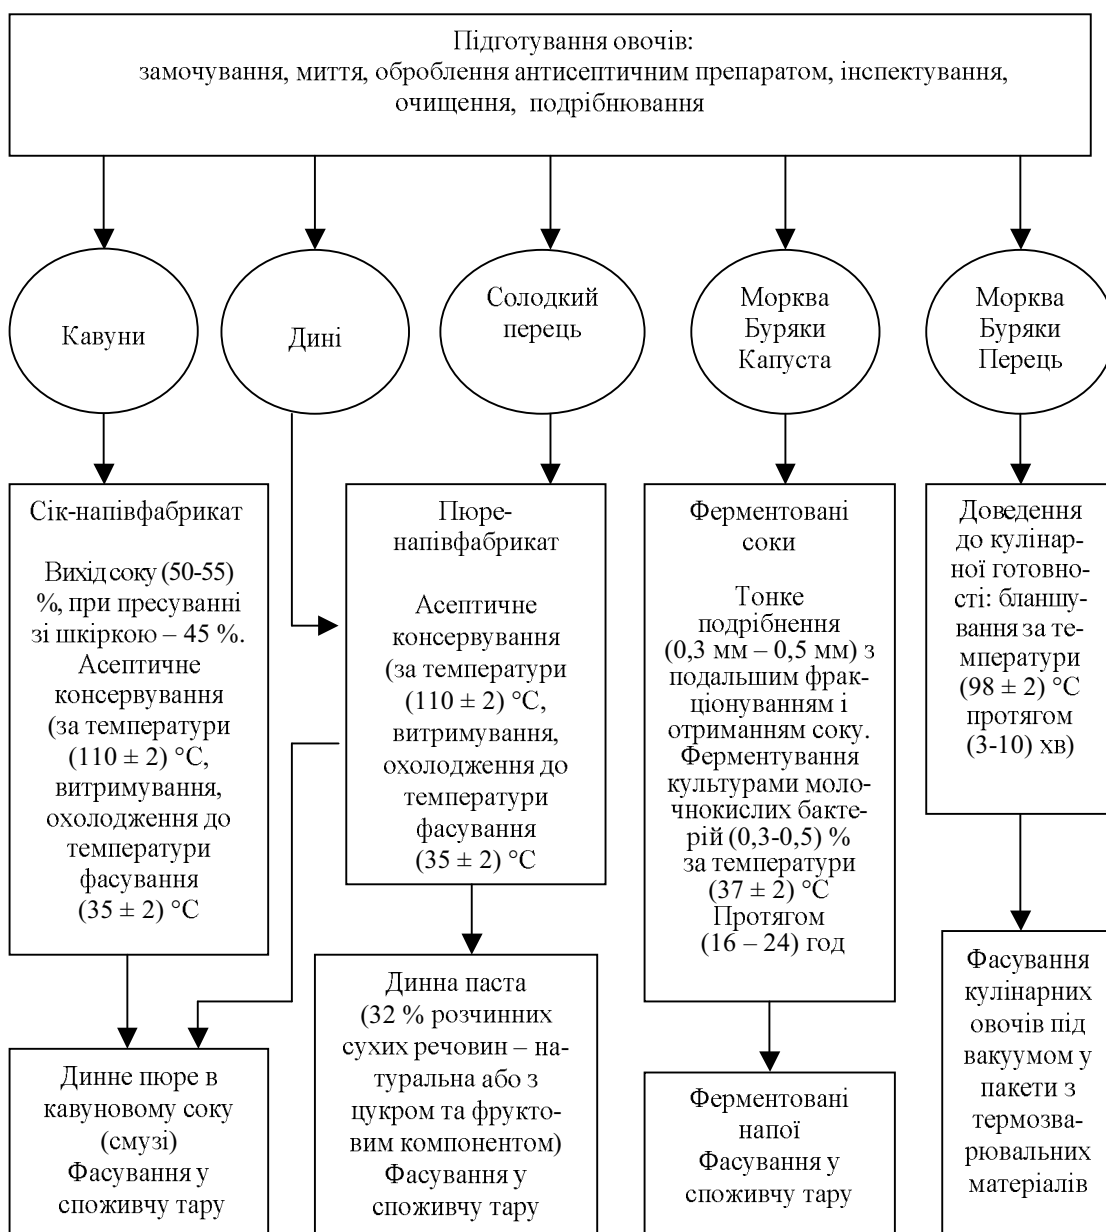 Підготування овочів:
замочування, миття, оброблення антисептичним препаратом, інспектування,
очищення, подрібнювання
Кавуни
Дині
Солодкий
перець
Морква
Буряки
Капуста
Морква
Буряки
Перець
Сік-напівфабрикат
Вихід соку (50-55)
%, при пресуванні
зі шкіркою – 45 %.
Асептичне
консервування
(за температури
(110 ± 2) °С,
витримування,
охолодження до
температури
фасування
(35 ± 2) °С
Пюре-
напівфабрикат
Асептичне
консервування
(за температури
(110 ± 2) °С,
витримування,
охолодження до
температури
фасування
(35 ± 2) °С
Ферментовані
соки
Тонке
подрібнення
(0,3 мм – 0,5 мм) з
подальшим фрак-
ціонуванням і
отриманням соку.
Ферментування
культурами моло-
чнокислих бакте-
рій (0,3-0,5) %
за температури
(37 ± 2) °С
Протягом
(16 – 24) год
Доведення
до кулінар-
ної готовно-
сті: бланшу-
вання за те-
мператури
(98 ± 2) °С
протягом
(3-10) хв)
Динне пюре в
кавуновому соку
(смузі)
Фасування у
споживчу тару
Динна паста
(32 % розчинних
сухих речовин – на-
туральна або з
цукром та фрукто-
вим компонентом)
Фасування у
споживчу тару
Ферментовані
напої
Фасування у
споживчу тару
Фасування
кулінарних
овочів під
вакуумом у
пакети з
термозва-
рювальних
матеріалів